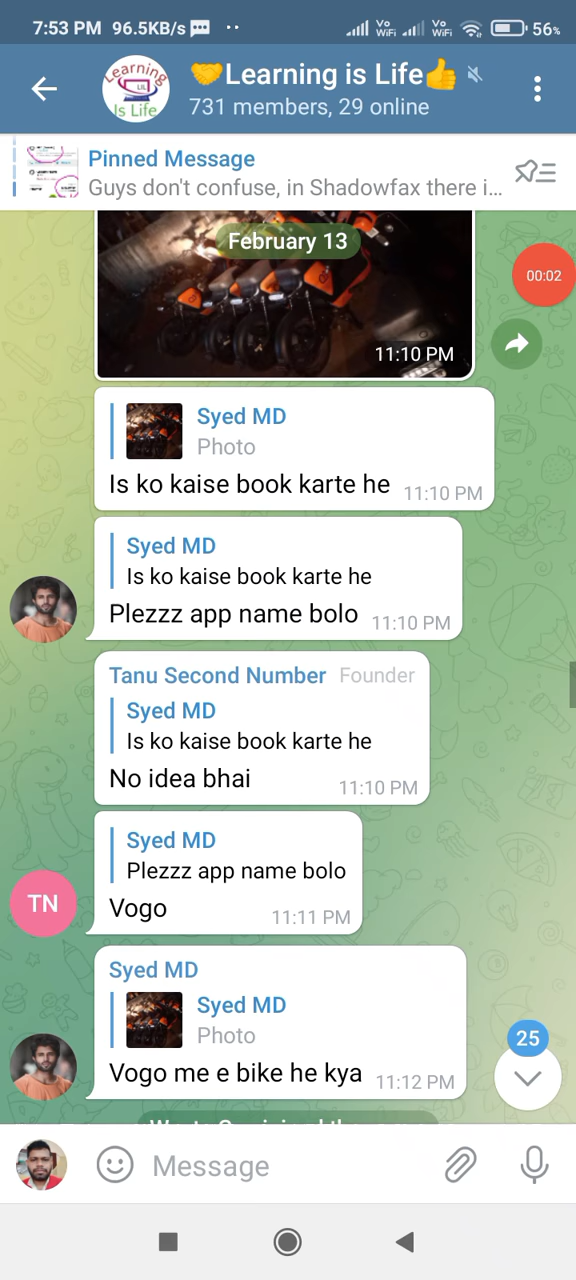 7:53 PM 96.5KB/s
Vo WiFi Vo WiFi 56%
Learning Is Life
LIL
🤝Learning is Life👍
731 members, 29 online
Pinned Message
Guys don't confuse, in Shadowfax there i...
February 13
00:02
11:10 PM
Syed MD
Photo
Is ko kaise book karte he 11:10 PM
Syed MD
Is ko kaise book karte he
Plezzz app name bolo 11:10 PM
Tanu Second Number Founder
Syed MD
Is ko kaise book karte he
No idea bhai 11:10 PM
Syed MD
Plezzz app name bolo
TN
Vogo 11:11 PM
Syed MD
Syed MD
Photo
25
Vogo me e bike he kya 11:12 PM
Message